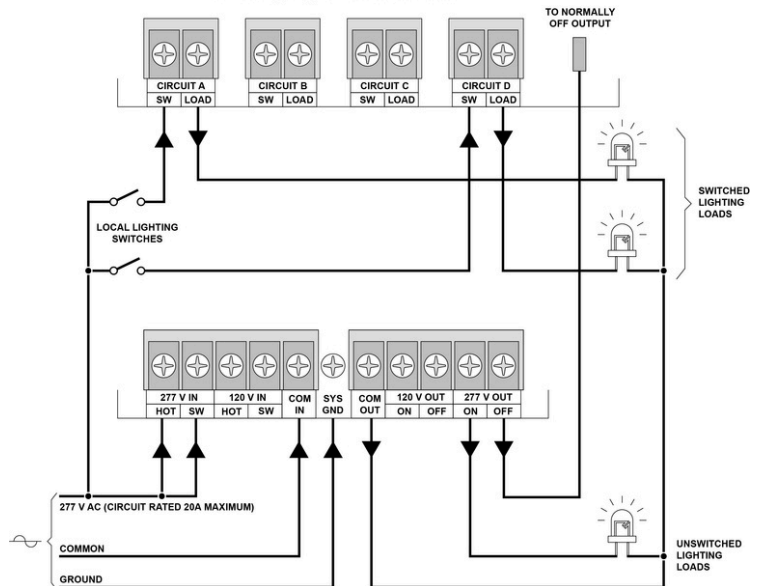 TO NORMALLY
OFF OUTPUT
CIRCUIT A
CIRCUIT B
CIRCUIT C
CIRCUIT D
SW LOAD
SW LOAD
SW LOAD
SW LOAD
SWITCHED
LIGHTING
LOADS
LOCAL LIGHTING
SWITCHES
277 V IN
120 V IN
COM
IN
SYS
GND
COM
OUT
120 V OUT
277 V OUT
HOT SW
HOT SW
ON OFF
ON OFF
277 V AC (CIRCUIT RATED 20A MAXIMUM)
COMMON
GROUND
UNSWITCHED
LIGHTING
LOADS